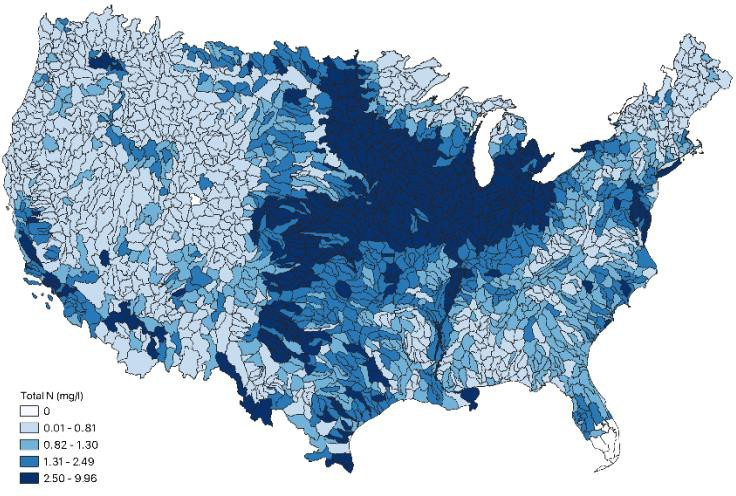 Total N (mg/l)
0
0.01 - 0.81
0.82 - 1.30
1.31 - 2.49
2.50 - 9.96